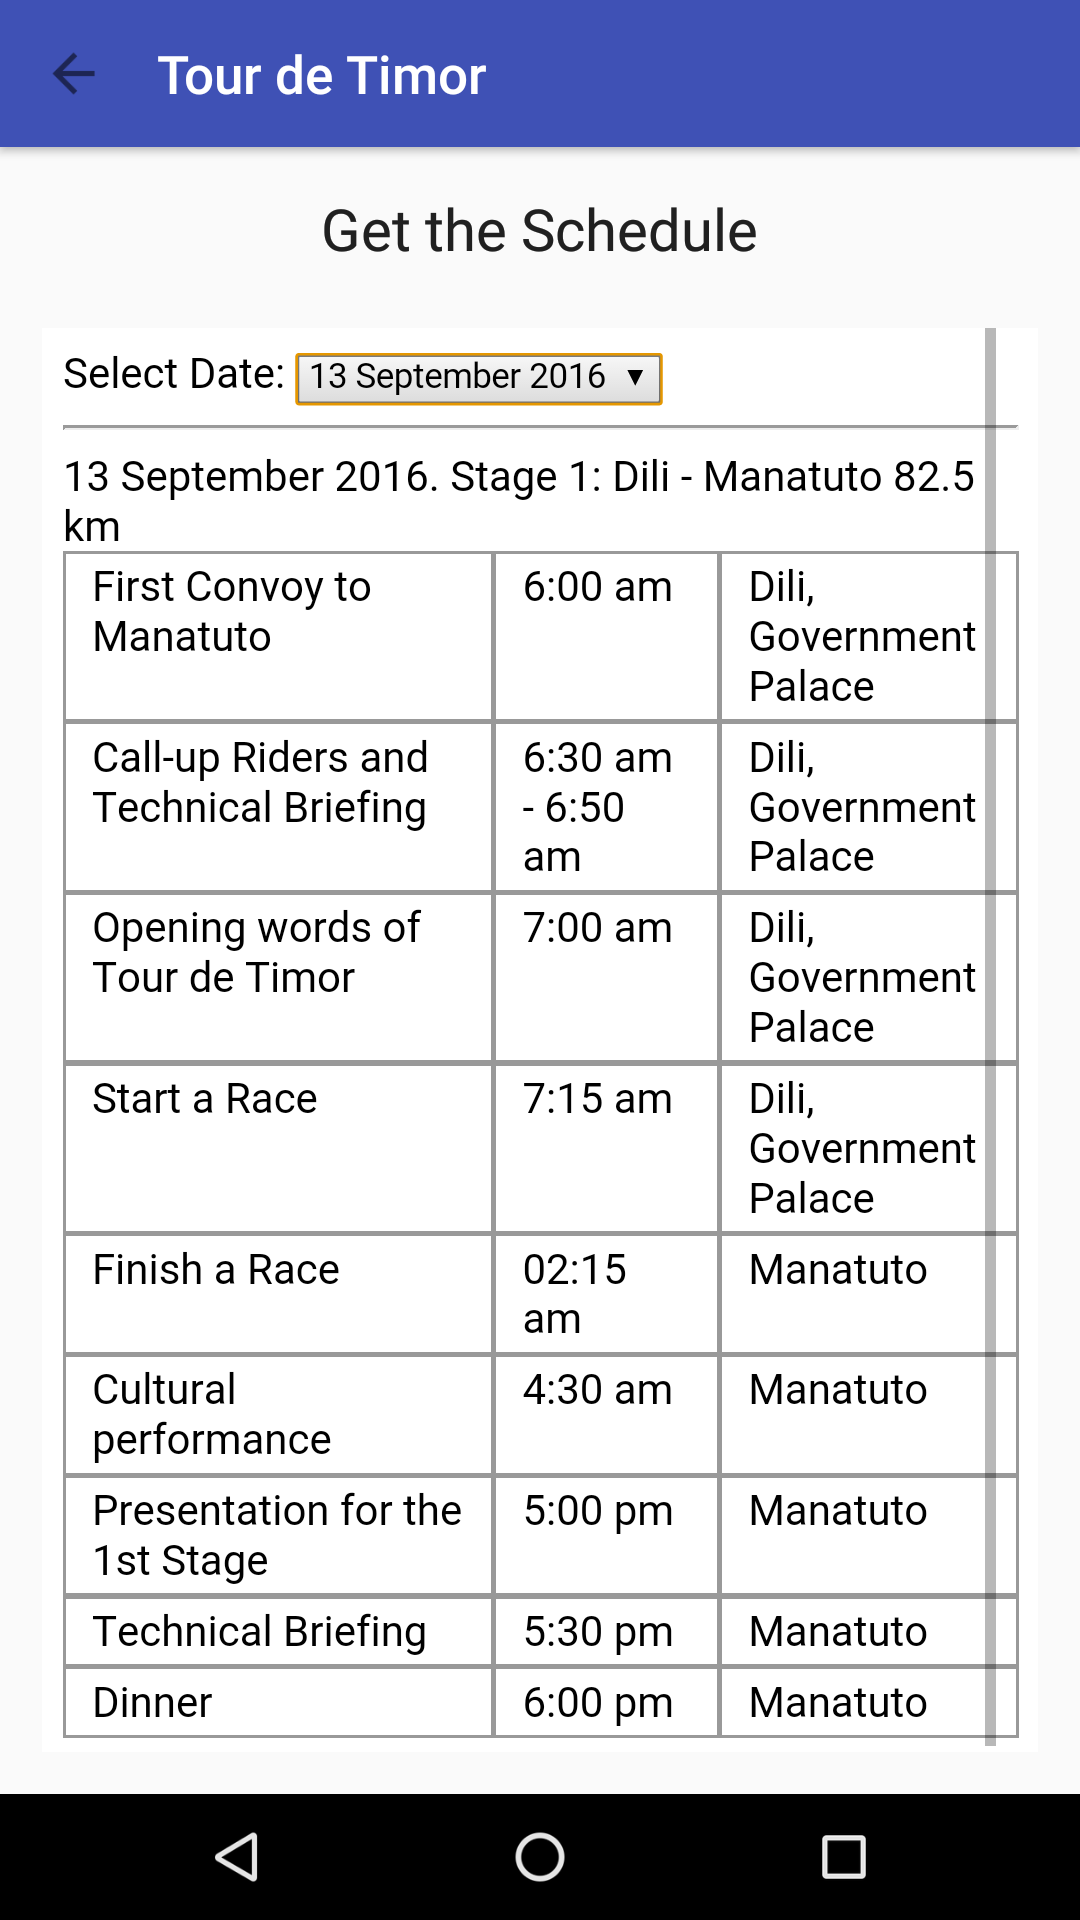 Tour de Timor
Get the Schedule
Select Date: 13 September 2016
13 September 2016. Stage 1: Dili - Manatuto 82.5
km
First Convoy to
Manatuto
6:00 am
Dili,
Government
Palace
Call-up Riders and
Technical Briefing
6:30 am
- 6:50
am
Dili,
Government
Palace
Opening words of
Tour de Timor
7:00 am
Dili,
Government
Palace
Start a Race
7:15 am
Dili,
Government
Palace
Finish a Race
02:15
am
Manatuto
Cultural
performance
4:30 am
Manatuto
Presentation for the
1st Stage
5:00 pm
Manatuto
Technical Briefing
5:30 pm
Manatuto
Dinner
6:00 pm
Manatuto